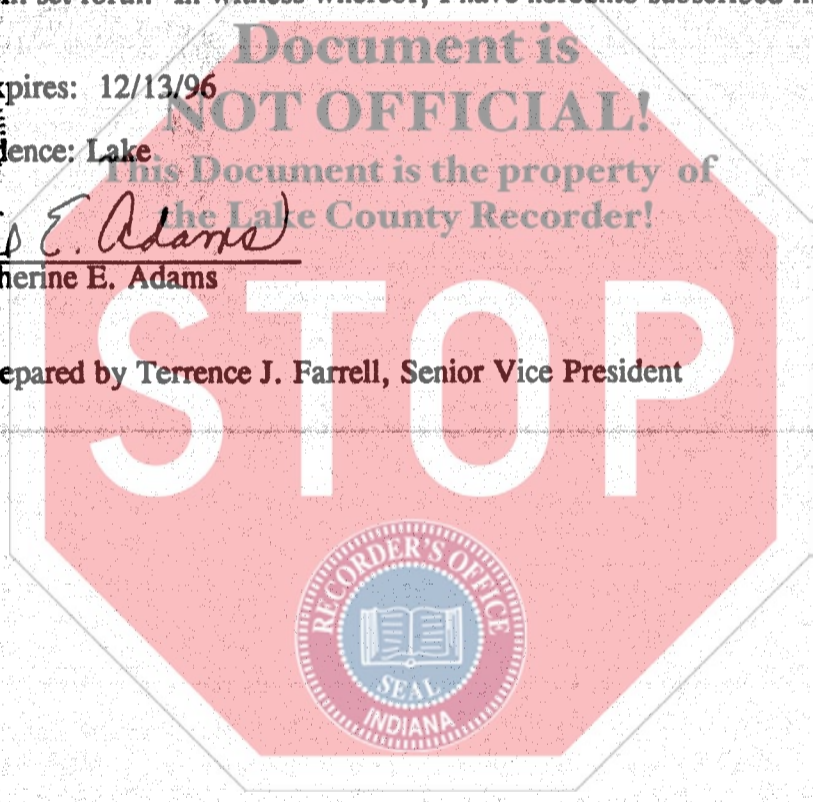 Document is
xpires: 12/13/96
NOT OFFICIAL!
dence: Lake
This Document is the property of
the Lake County Recorder!
E. Adams
herine E. Adams
STOP
epared by Terrence J. Farrell, Senior Vice President
RECORDER'S OFFICE
SEAL
INDIANA